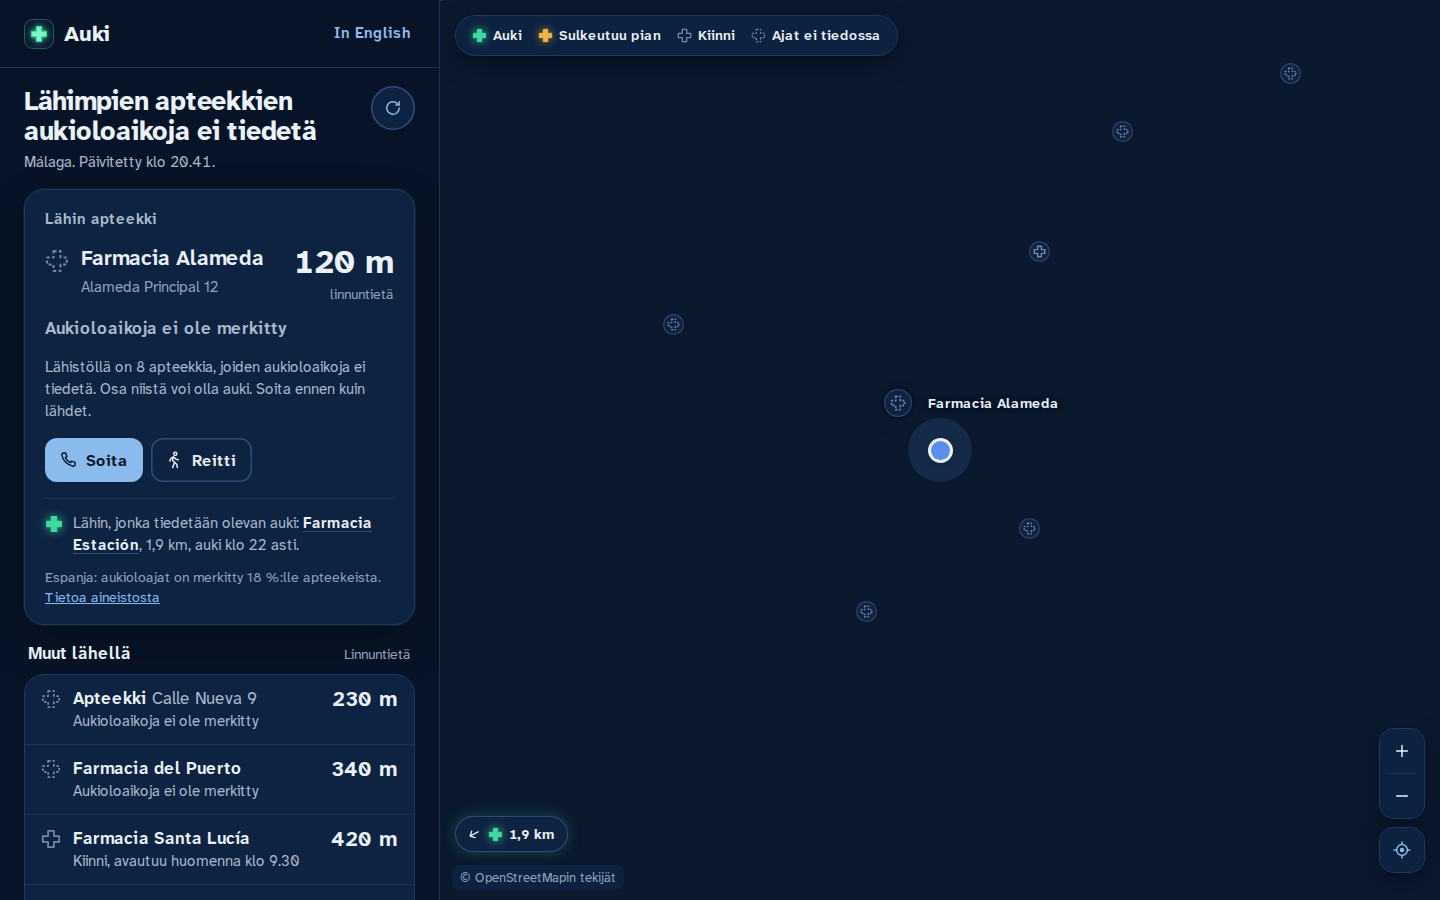 Auki
In English
Lähimpien apteekkien
aukioloaikoja ei tiedetä
Málaga. Päivitetty klo 20.41.
Lähin apteekki
Farmacia Alameda
120 m
Alameda Principal 12
linnuntietä
Aukioloaikoja ei ole merkitty
Lähistöllä on 8 apteekkia, joiden aukioloaikoja ei
tiedetä. Osa niistä voi olla auki. Soita ennen kuin
lähdet.
Soita
Reitti
Lähin, jonka tiedetään olevan auki: Farmacia
Estación, 1,9 km, auki klo 22 asti.
Espanja: aukioloajat on merkitty 18 %:lle apteekeista.
Tietoa aineistosta
Muut lähellä
Linnuntietä
Apteekki Calle Nueva 9
230 m
Aukioloaikoja ei ole merkitty
Farmacia del Puerto
340 m
Aukioloaikoja ei ole merkitty
Farmacia Santa Lucía
420 m
Kiinni, avautuu huomenna klo 9.30
Auki
Sulkeutuu pian
Kiinni
Ajat ei tiedossa
Farmacia Alameda
1,9 km
© OpenStreetMapin tekijät